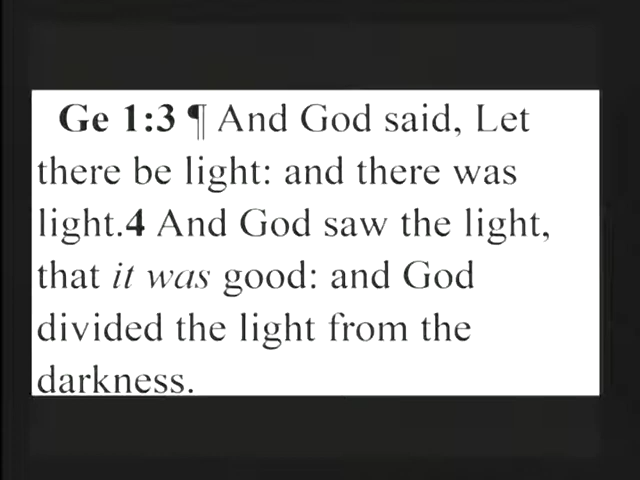 Ge 1:3 ¶ And God said, Let
there be light: and there was
light.4 And God saw the light,
that it was good: and God
divided the light from the
darkness.